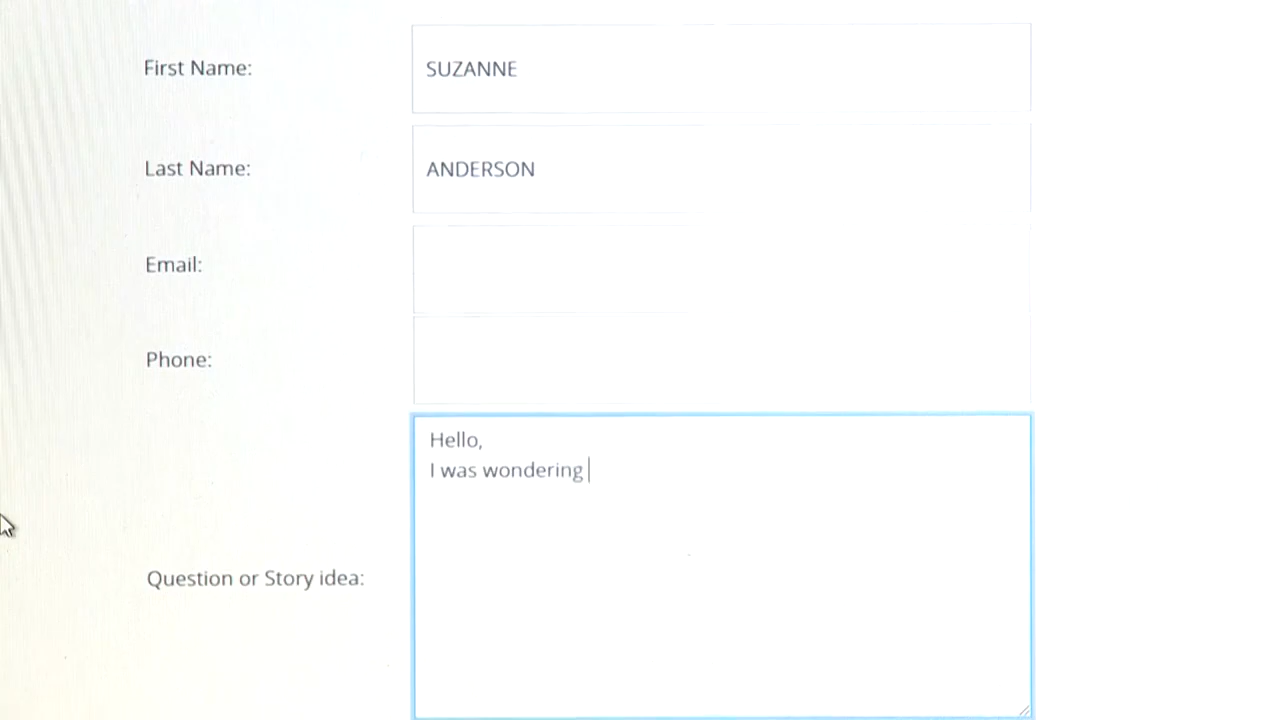 First Name:
SUZANNE
Last Name:
ANDERSON
Email:
Phone:
Hello,
I was wondering
Question or Story idea: